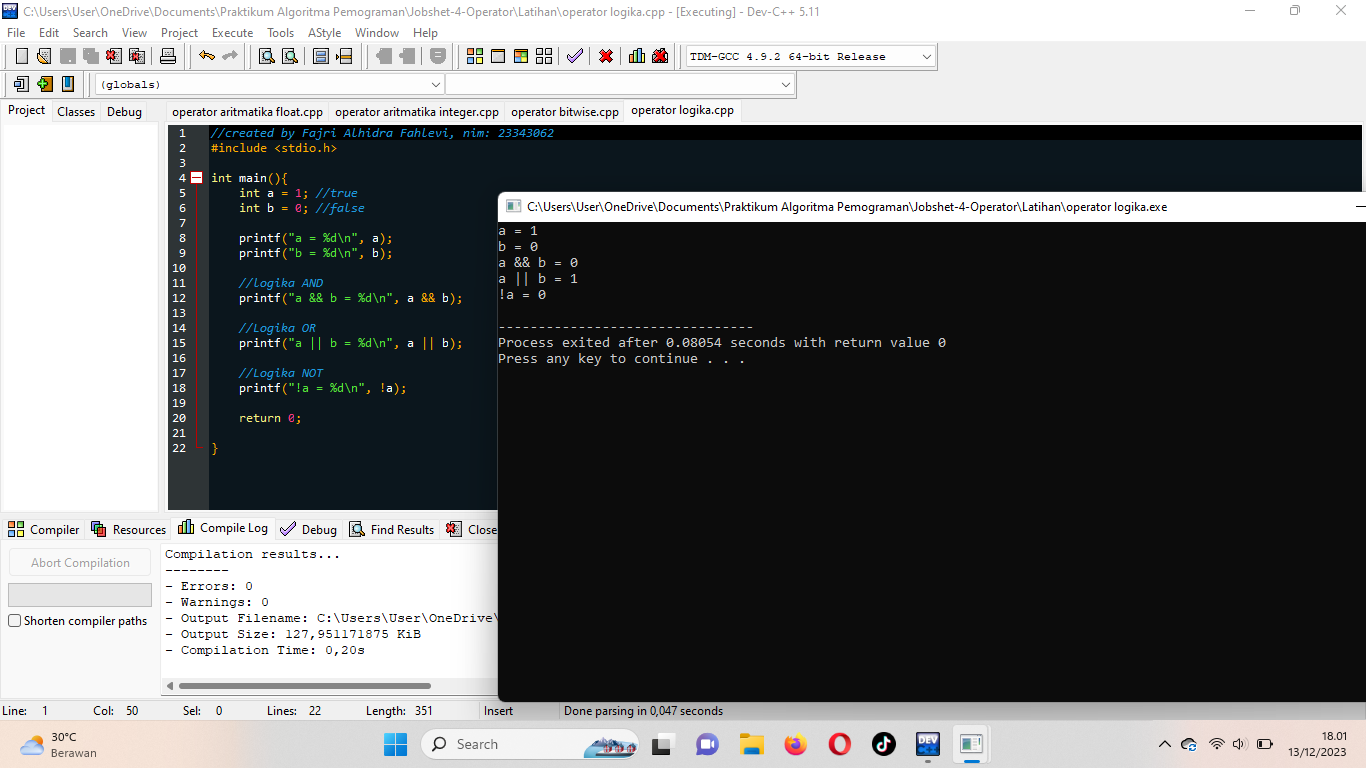 C:\Users\User\OneDrive\Documents\Praktikum Algoritma Pemograman\Jobshet-4-Operator\Latihan\operator logika.cpp - [Executing] - Dev-C++ 5.11
File Edit Search View Project Execute Tools AStyle Window Help
TDM-GCC 4.9.2 64-bit Release
(globals)
Project Classes Debug
operator aritmatika float.cpp operator aritmatika integer.cpp operator bitwise.cpp operator logika.cpp
1 //created by Fajri Alhidra Fahlevi, nim: 23343062
2 #include <stdio.h>
3
4 int main(){
5 int a = 1; //true
6 int b = 0; //false
7
8 printf("a = %d\n", a);
9 printf("b = %d\n", b);
10
11 //logika AND
12 printf("a && b = %d\n", a && b);
13
14 //Logika OR
15 printf("a || b = %d\n", a || b);
16
17 //Logika NOT
18 printf("!a = %d\n", !a);
19
20 return 0;
21
22 }
C:\Users\User\OneDrive\Documents\Praktikum Algoritma Pemograman\Jobshet-4-Operator\Latihan\operator logika.exe
a = 1
b = 0
a && b = 0
a || b = 1
!a = 0
--------------------------------
Process exited after 0.08054 seconds with return value 0
Press any key to continue . . .
Compiler Resources Compile Log Debug Find Results Close
Abort Compilation
Shorten compiler paths
Compilation results...
--------
- Errors: 0
- Warnings: 0
- Output Filename: C:\Users\User\OneDrive\
- Output Size: 127,951171875 KiB
- Compilation Time: 0,20s
Line: 1 Col: 50 Sel: 0 Lines: 22 Length: 351 Insert Done parsing in 0,047 seconds
30°C
Berawan
Search
DEV
18.01
13/12/2023